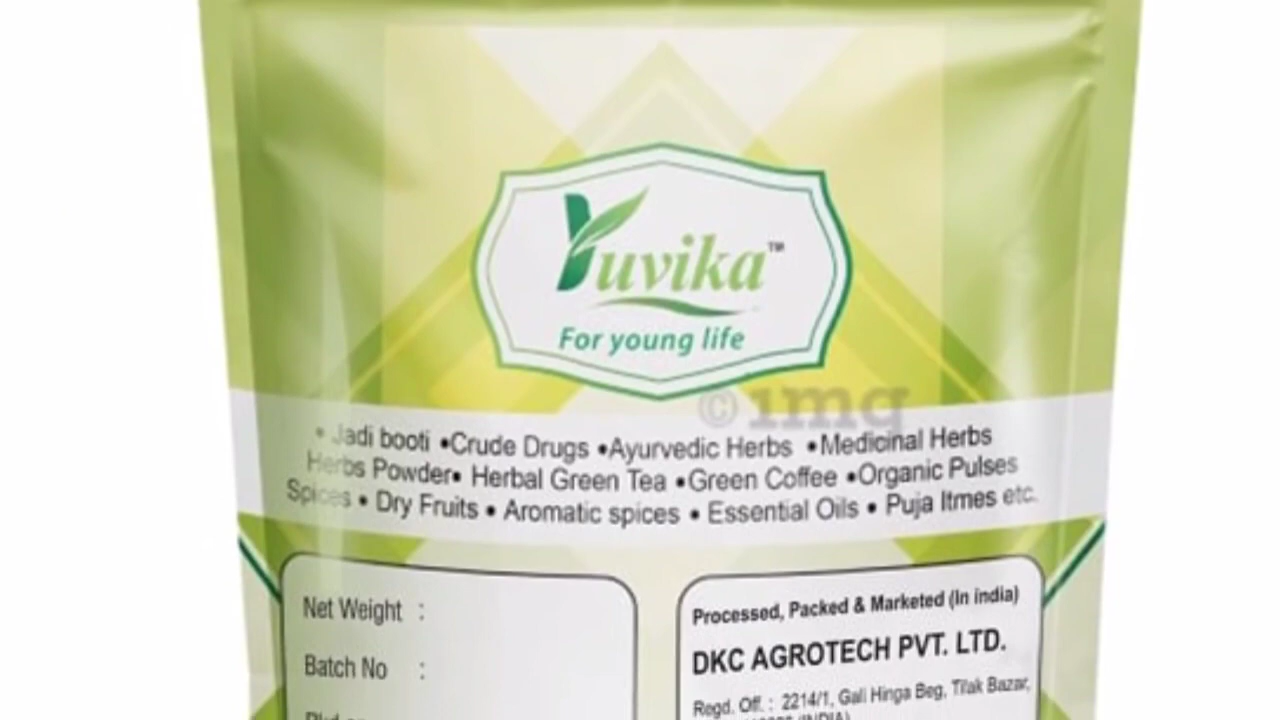 Yuvika™
For young life
©1mg
• Jadi booti •Crude Drugs •Ayurvedic Herbs •Medicinal Herbs
Herbs Powder• Herbal Green Tea •Green Coffee •Organic Pulses
Spices • Dry Fruits • Aromatic spices • Essential Oils • Puja Itmes etc.
Net Weight :
Batch No :
Processed, Packed & Marketed (In india)
DKC AGROTECH PVT. LTD.
Regd. Off. : 2214/1, Gali Hinga Beg, Tilak Bazar,
(INDIA)